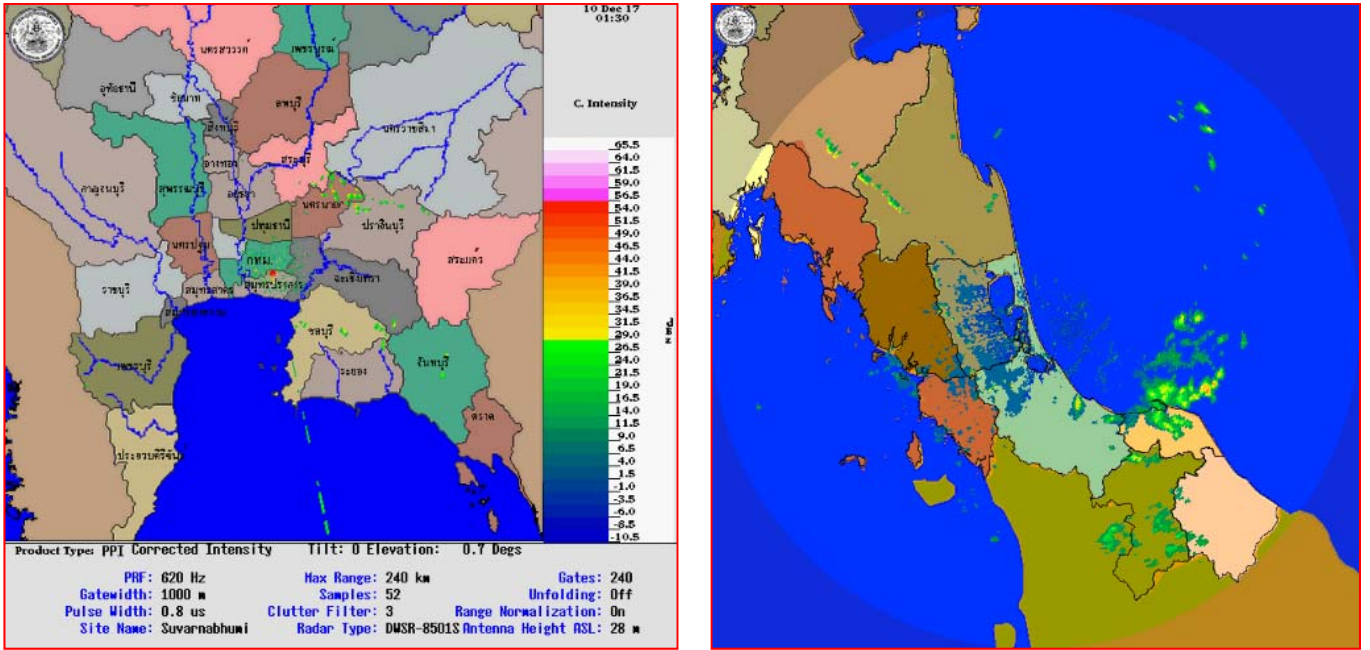 10 Dec 17
01:30
นครสวรรค์
เพชรบูรณ์
อุทัยธานี
ชัยนาท
ลพบุรี
สิงหบุรี
นครราชสีมา
อ่างทอง
สระบุรี
กาญจนบุรี
สุพรรณบุรี
อยุธยา
นครนายก
ปราจีนบุรี
ปทุมธานี
นครปฐม
กทม.
สระแก้ว
ฉะเชิงเทรา
ราชบุรี
สมุทรสาคร
สมุทรปราการ
ชลบุรี
เพชรบุรี
ระยอง
จันทบุรี
ตราด
ประจวบคีรีขันธ์
C. Intensity
65.5
64.0
61.5
59.0
56.5
54.0
51.5
49.0
46.5
44.0
41.5
39.0
36.5
34.0
31.5
29.0
26.5
24.0
21.5
19.0
16.5
14.0
11.5
9.0
6.5
4.0
1.5
-1.0
-3.5
-6.0
-8.5
-10.5
Product Type: PPI Corrected Intensity Tilt: 0 Elevation: 0.7 Degs
PRF: 620 Hz Max Range: 240 km Gates: 240
Gatewidth: 1000 m Samples: 52 Unfolding: Off
Pulse Width: 0.8 us Clutter Filter: 3 Range Normalization: On
Site Name: Suvarnabhumi Radar Type: DWSR-8501S Antenna Height ASL: 28 m